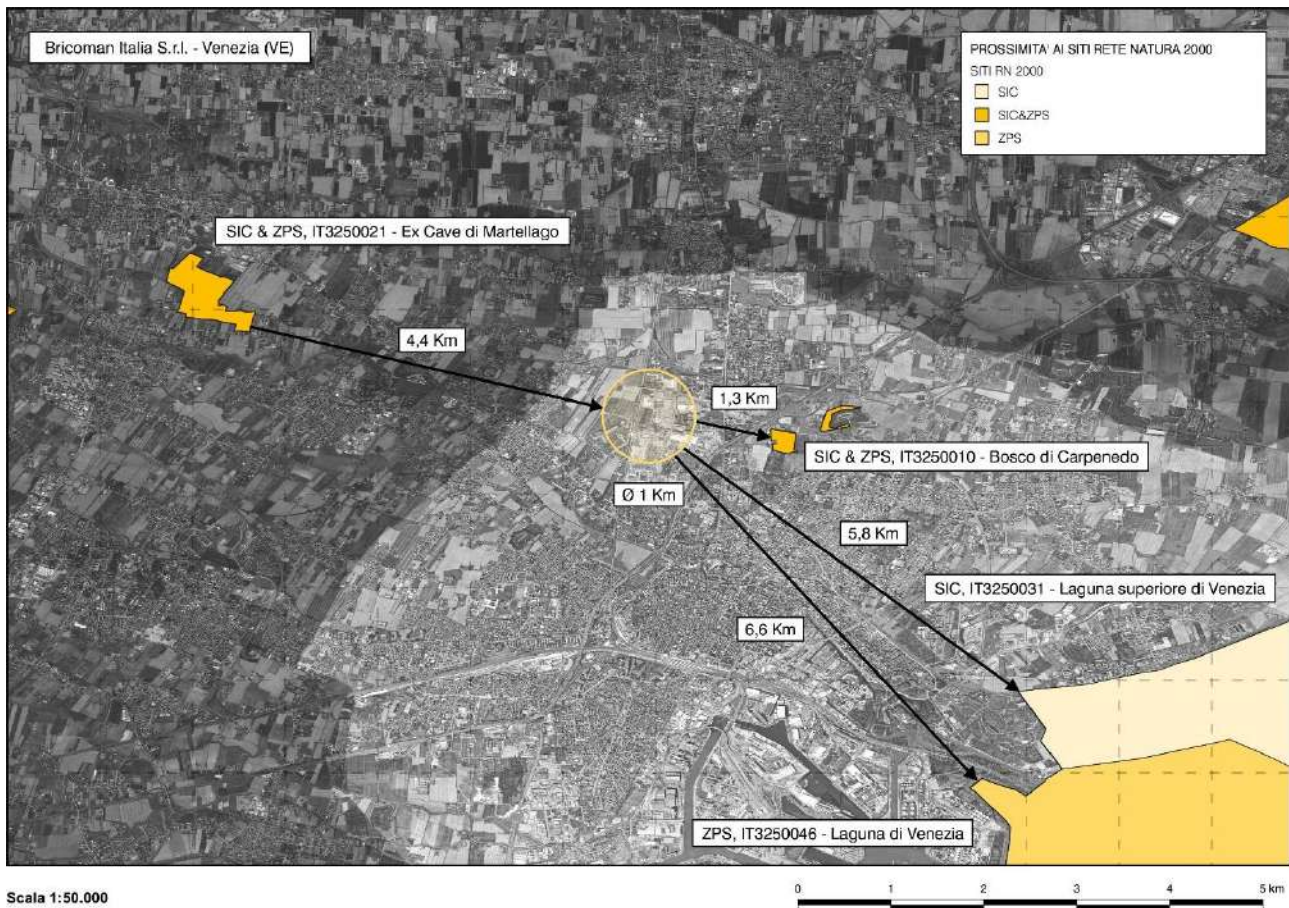 Bricoman Italia S.r.l. - Venezia (VE)
PROSSIMITA' AI SITI RETE NATURA 2000
SITI RN 2000
SIC
SIC&ZPS
ZPS
SIC & ZPS, IT3250021 - Ex Cave di Martellago
4,4 Km
1,3 Km
SIC & ZPS, IT3250010 - Bosco di Carpenedo
Ø 1 Km
5,8 Km
SIC, IT3250031 - Laguna superiore di Venezia
6,6 Km
ZPS, IT3250046 - Laguna di Venezia
Scala 1:50.000
0 1 2 3 4 5 km